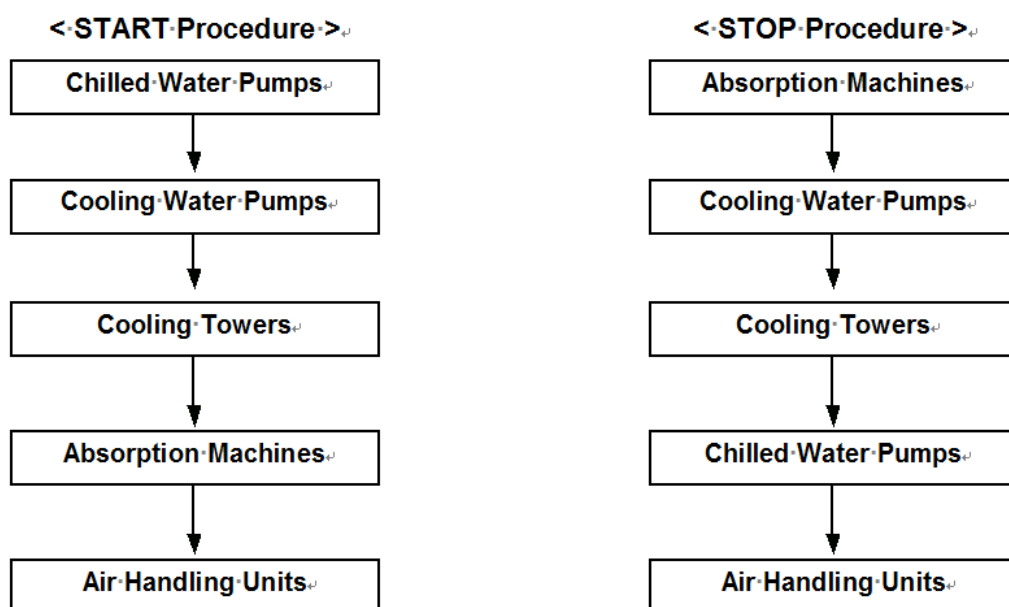 < START Procedure >
Chilled Water Pumps
Cooling Water Pumps
Cooling Towers
Absorption Machines
Air Handling Units
< STOP Procedure >
Absorption Machines
Cooling Water Pumps
Cooling Towers
Chilled Water Pumps
Air Handling Units